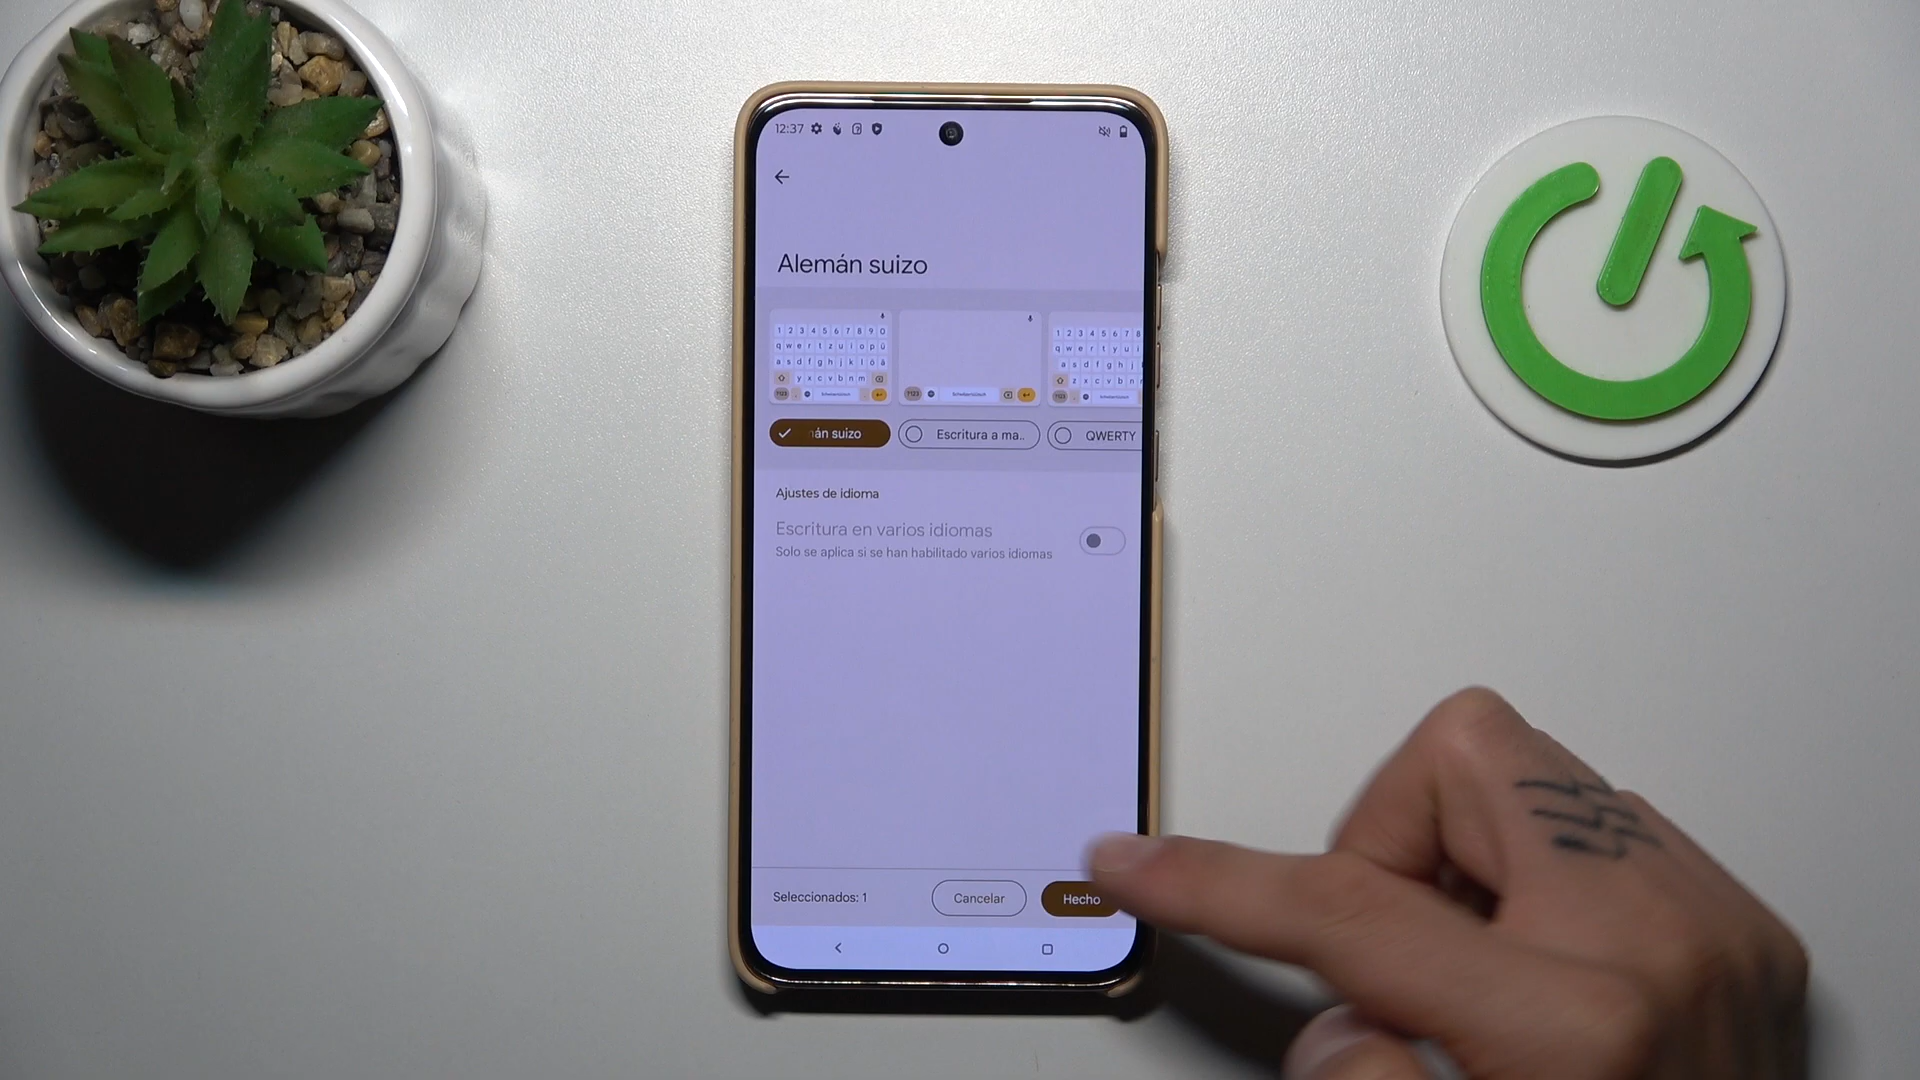 12:37
Alemán suizo
1 2 3 4 5 6 7 8 9 0
q w e r t z u i o p ü
a s d f g h j k l ö ä
y x c v b n m
?123
?123
1 2 3 4 5 6 7 8
q w e r t y u i
a s d f g h j
z x c v b n
?123
án suizo
Escritura a ma..
QWERTY
Ajustes de idioma
Escritura en varios idiomas
Solo se aplica si se han habilitado varios idiomas
Seleccionados: 1
Cancelar
Hecho